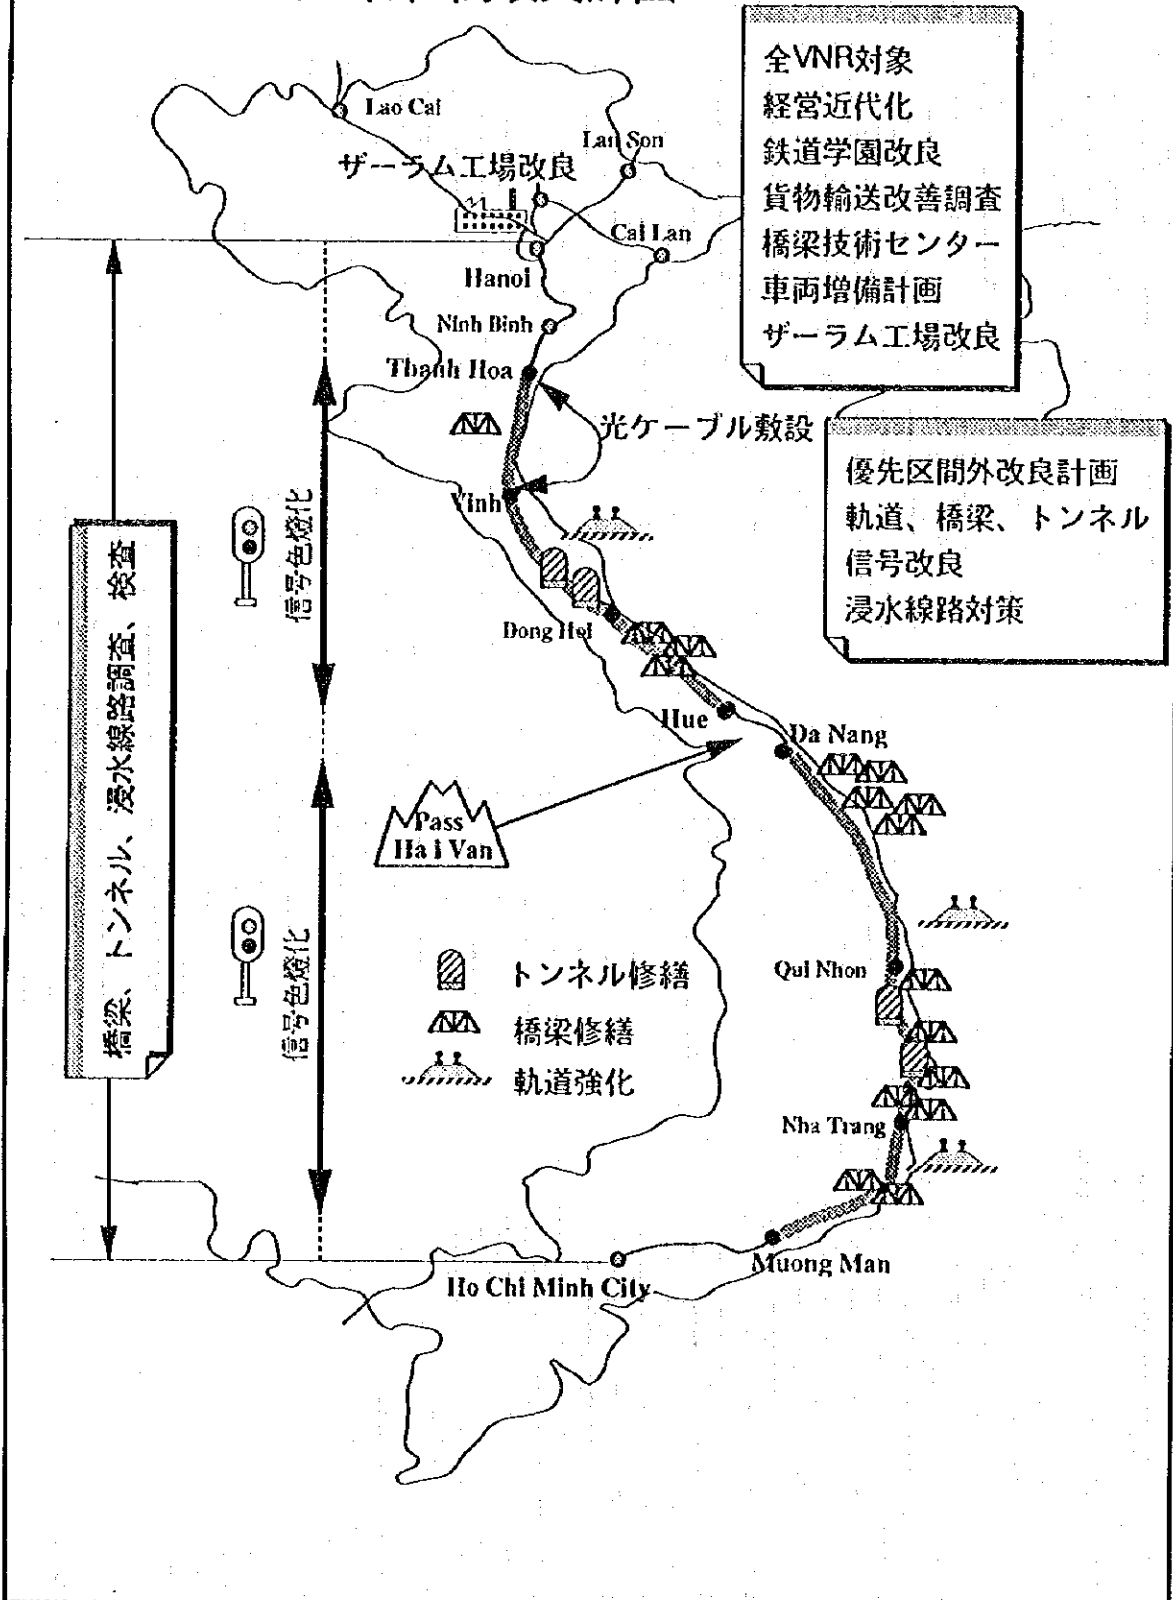 全VNR対象
経営近代化
鉄道学園改良
貨物輸送改善調査
橋梁技術センター
車両増備計画
ザーラム工場改良
Lao Cai
Lan Son
ザーラム工場改良
Cai Lan
Hanoi
Ninh Binh
Thanh Hoa
光ケーブル敷設
優先区間外改良計画
軌道、橋梁、トンネル
信号改良
浸水線路対策
Vinh
信号色燈化
橋梁、トンネル、浸水線路調査、検査
Dong Hoi
Hue
Da Nang
Pass
Hai Van
信号色燈化
トンネル修繕
橋梁修繕
軌道強化
Qui Nhon
Nha Trang
Muong Man
Ho Chi Minh City